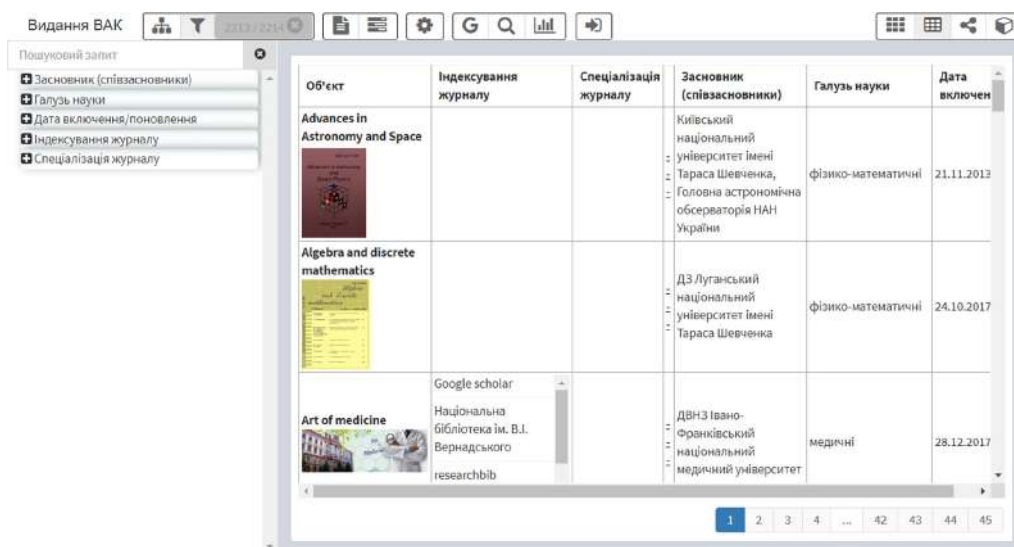 Видання ВАК
2213 / 2214
G
Пошуковий запит
Засновник (співзасновники)
Галузь науки
Дата включення/поновлення
Індексування журналу
Спеціалізація журналу
Об'єкт
Індексування
журналу
Спеціалізація
журналу
Засновник
(співзасновники)
Галузь науки
Дата
включен
Advances in
Astronomy and Space
Київський
національний
університет імені
Тараса Шевченка,
Головна астрономічна
обсерваторія НАН
України
фізико-математичні
21.11.2013
Algebra and discrete
mathematics
ДЗ Луганський
національний
університет імені
Тараса Шевченка
фізико-математичні
24.10.2017
Art of medicine
Google scholar
Національна
бібліотека ім. В.І.
Вернадського
researchbib
ДВНЗ Івано-
Франківський
національний
медичний університет
медичні
28.12.2017
1 2 3 4 ... 42 43 44 45